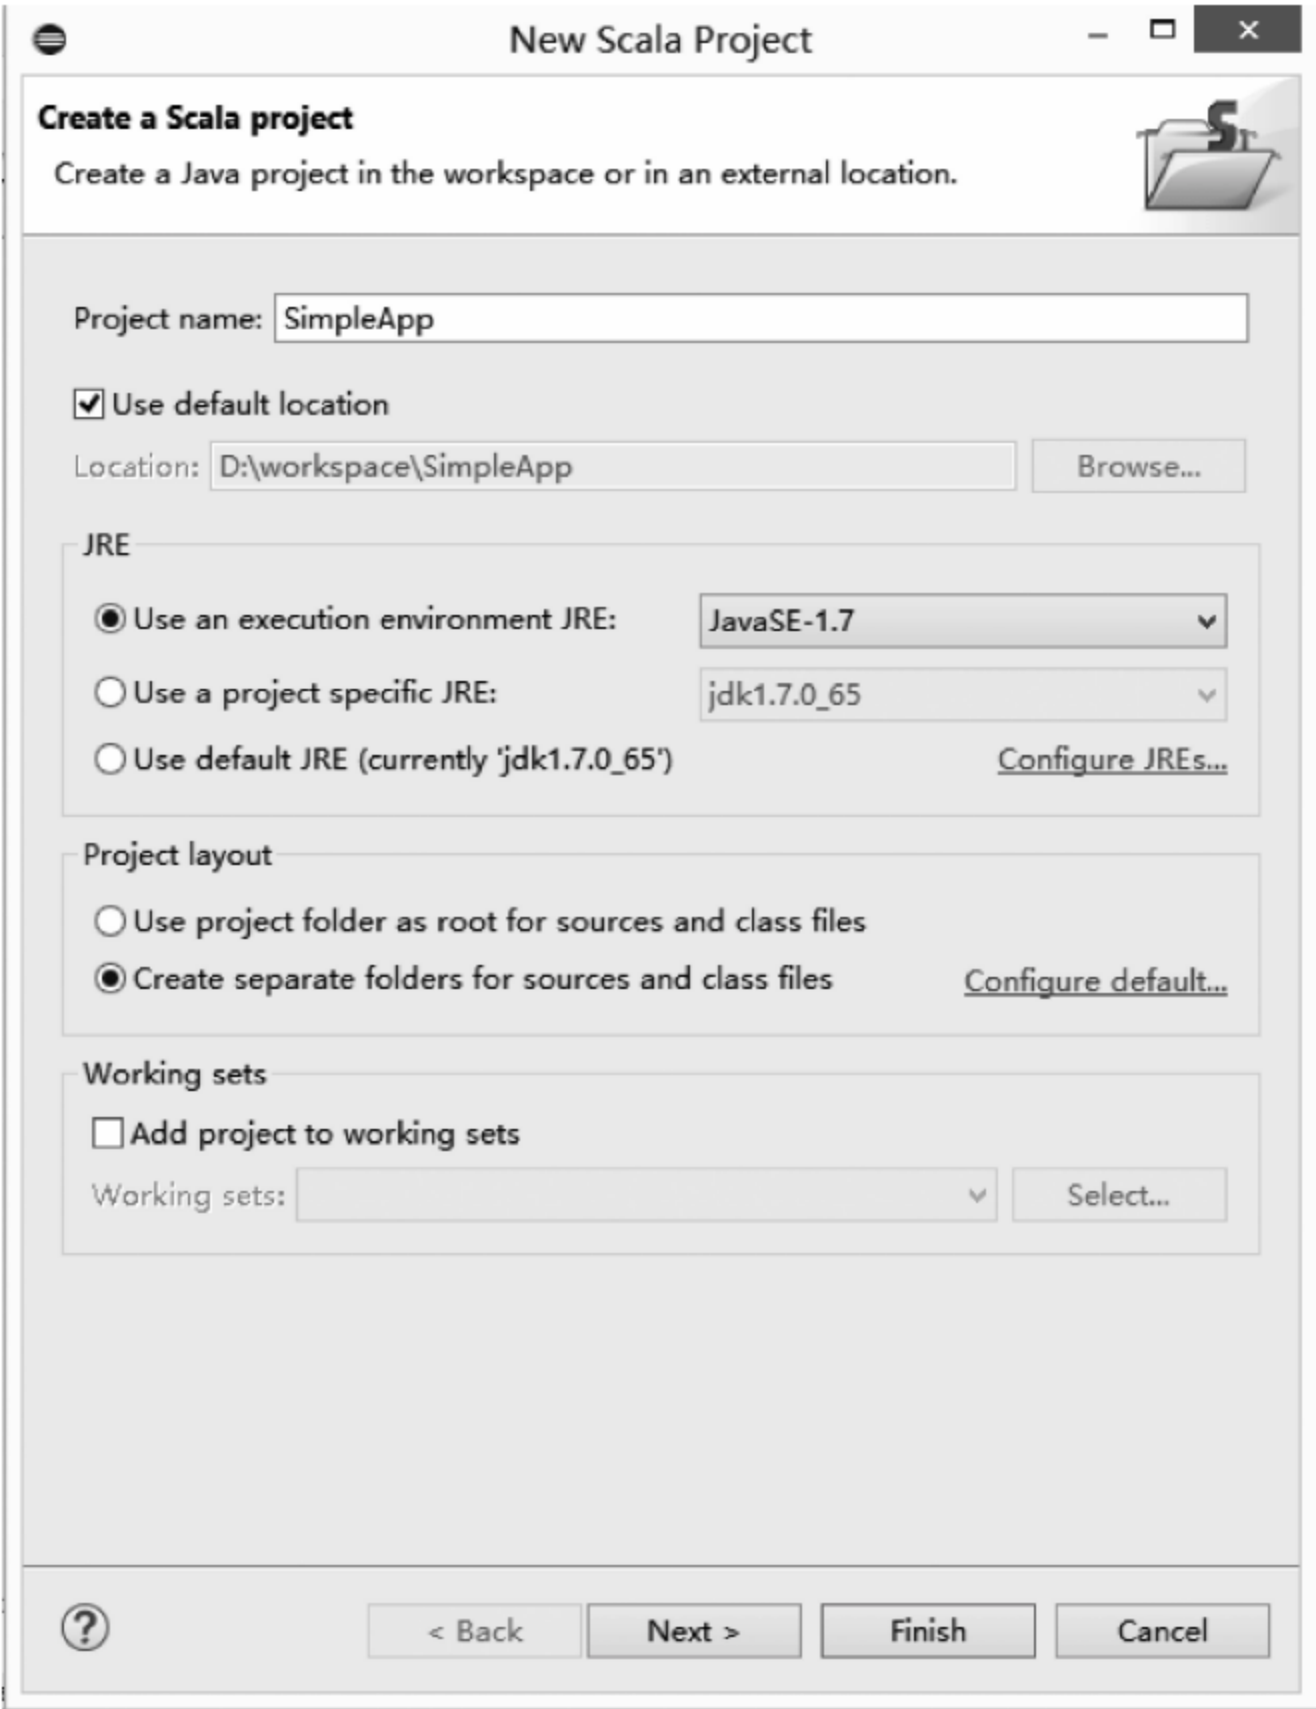 New Scala Project
Create a Scala project
Create a Java project in the workspace or in an external location.
Project name: SimpleApp
Use default location
Location: D:\workspace\SimpleApp Browse...
JRE
Use an execution environment JRE: JavaSE-1.7
Use a project specific JRE: jdk1.7.0_65
Use default JRE (currently 'jdk1.7.0_65') Configure JREs...
Project layout
Use project folder as root for sources and class files
Create separate folders for sources and class files Configure default...
Working sets
Add project to working sets
Working sets: Select...
? < Back Next > Finish Cancel